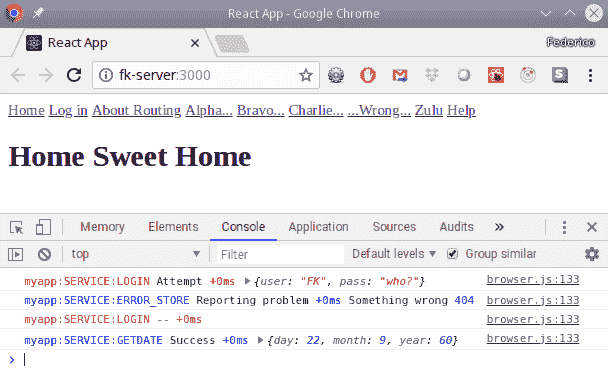 React App - Google Chrome
React App
Federico
fk-server:3000
Home Log in About Routing Alpha... Bravo... Charlie... ...Wrong... Zulu Help
Home Sweet Home
Memory Elements Console Application Sources Audits »
top Filter Default levels Group similar
myapp:SERVICE:LOGIN Attempt +0ms {user: "FK", pass: "who?"} browser.js:133
myapp:SERVICE:ERROR_STORE Reporting problem +0ms Something wrong 404 browser.js:133
myapp:SERVICE:LOGIN -- +0ms browser.js:133
myapp:SERVICE:GETDATE Success +0ms {day: 22, month: 9, year: 60} browser.js:133